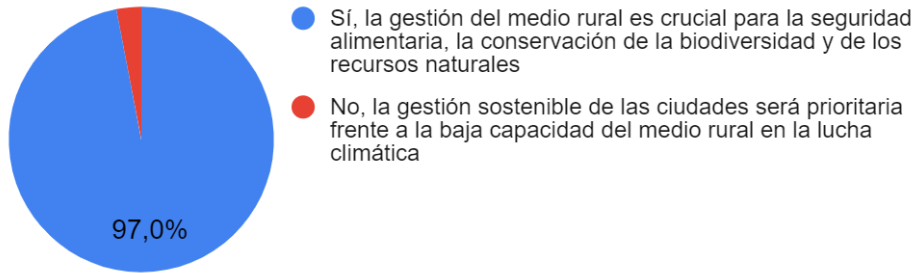 Sí, la gestión del medio rural es crucial para la seguridad
alimentaria, la conservación de la biodiversidad y de los
recursos naturales
No, la gestión sostenible de las ciudades será prioritaria
frente a la baja capacidad del medio rural en la lucha
climática
97,0%